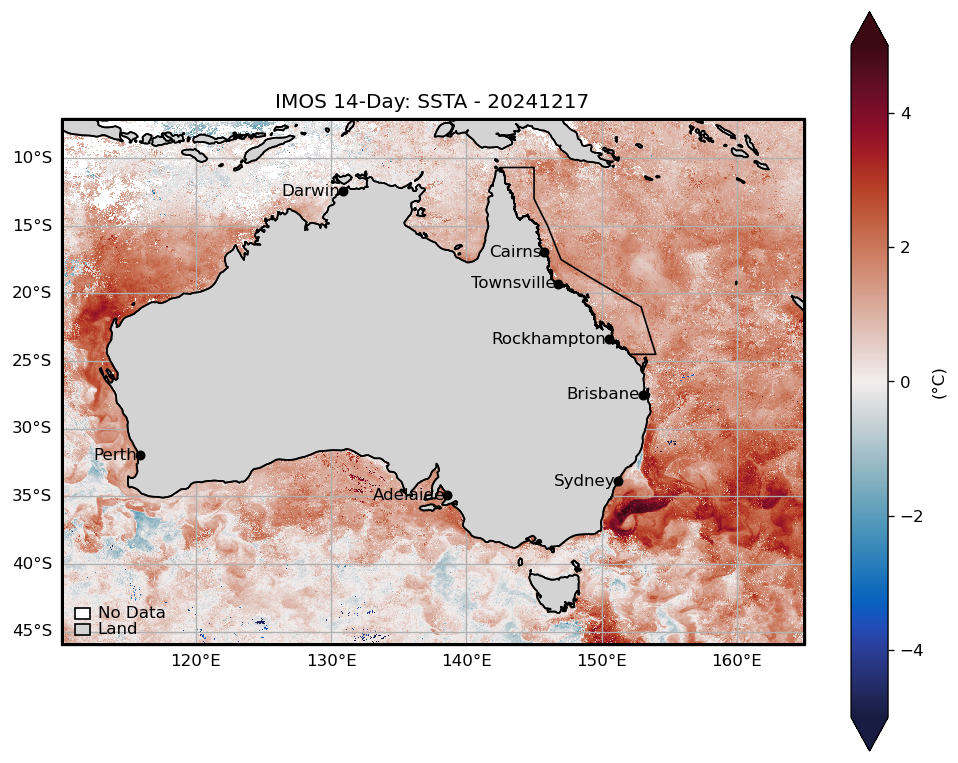 IMOS 14-Day: SSTA - 20241217
10°S
15°S
20°S
25°S
30°S
35°S
40°S
45°S
120°E
130°E
140°E
150°E
160°E
Darwin
Cairns
Townsville
Rockhampton
Brisbane
Perth
Sydney
Adelaide
No Data
Land
4
2
0
−2
−4
(°C)